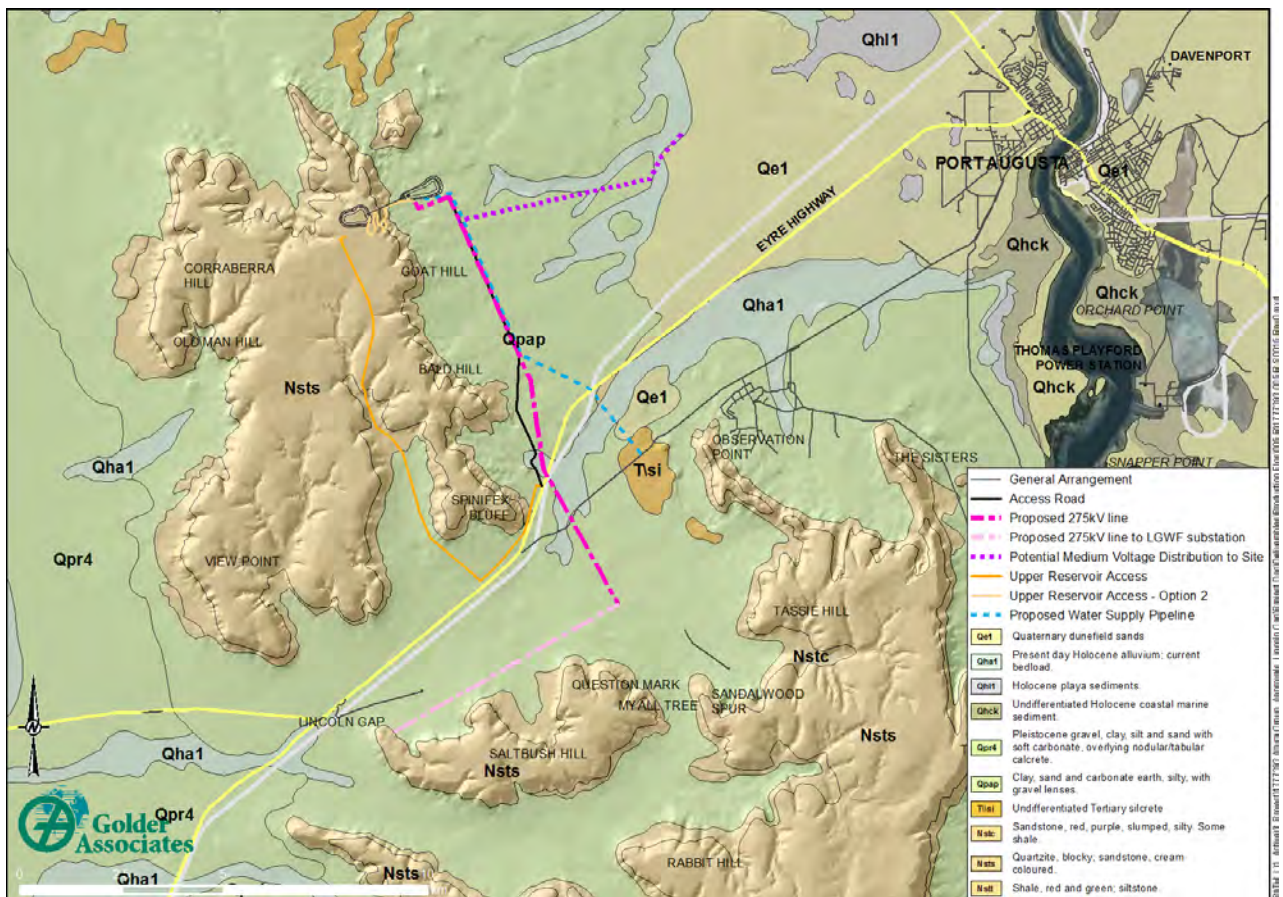 Qhl1
DAVENPORT
PORT AUGUSTA
Qe1
Qe1
EYRE HIGHWAY
Qhck
CORRABERRA
HILL
GOAT HILL
Qha1
Qhck
ORCHARD POINT
OLD MAN HILL
Qpap
THOMAS PLAYFORD
POWER STATION
Qhck
BALD HILL
Nsts
Qe1
Qha1
OBSERVATION
POINT
THE SISTERS
SNAPPER POINT
Tlsi
SPINIFEX
BLUFF
Qpr4
VIEW POINT
TASSIE HILL
Nstc
QUESTION MARK
MYALL TREE
SANDALWOOD
SPUR
LINCOLN GAP
Nsts
Qha1
SALTBUSH HILL
Nsts
Qpr4
RABBIT HILL
Nsts
Qha1
General Arrangement
Access Road
Proposed 275kV line
Proposed 275kV line to LGWF substation
Potential Medium Voltage Distribution to Site
Upper Reservoir Access
Upper Reservoir Access - Option 2
Proposed Water Supply Pipeline
Qe1 Quaternary dunefield sands
Qha1 Present day Holocene alluvium; current
bedload.
Qhl1 Holocene playa sediments.
Qhck Undifferentiated Holocene coastal marine
sediment.
Qpr4 Pleistocene gravel, clay, silt and sand with
soft carbonate, overlying nodular/tabular
calcrete.
Qpap Clay, sand and carbonate earth, silty, with
gravel lenses.
Tlsi Undifferentiated Tertiary silcrete
Nstc Sandstone, red, purple, slumped, silty. Some
shale.
Nsts Quartzite, blocky; sandstone, cream
coloured.
Nstt Shale, red and green; siltstone.
N
Golder
Associates
0
5
10